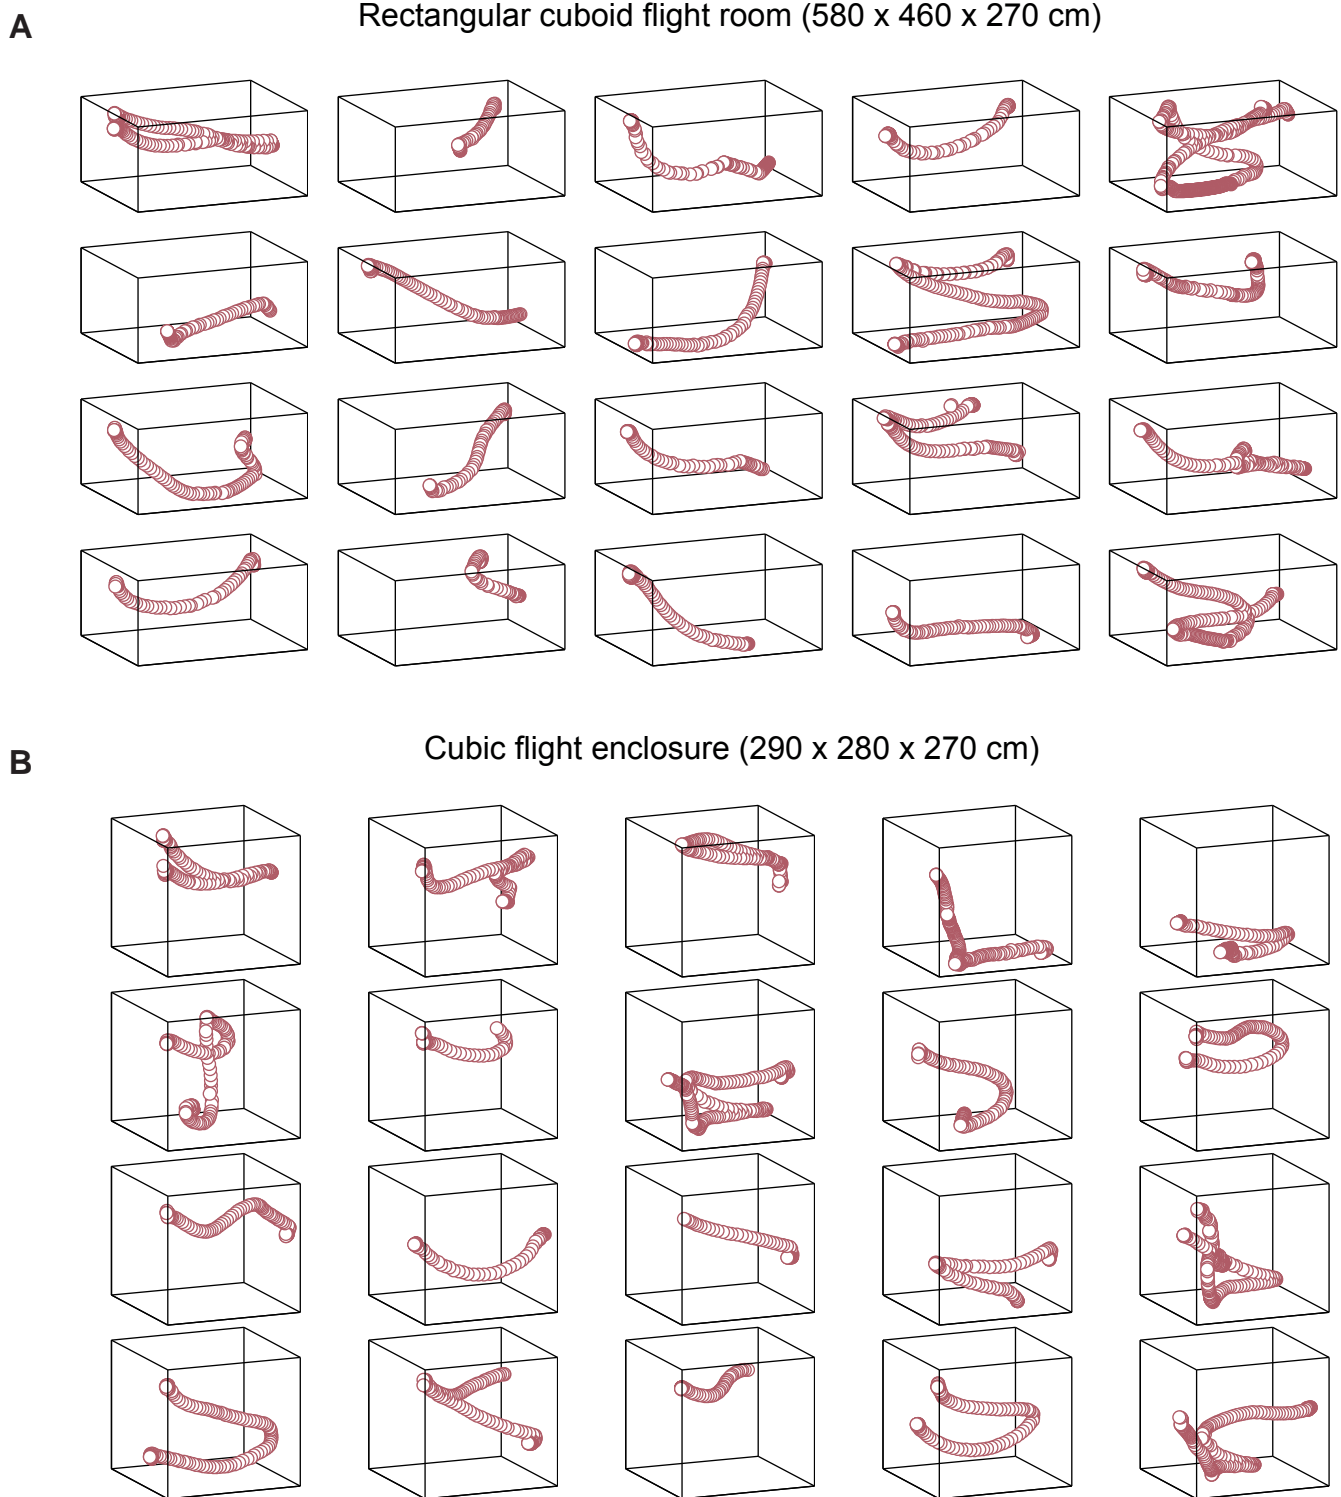 A
Rectangular cuboid flight room (580 x 460 x 270 cm)
B
Cubic flight enclosure (290 x 280 x 270 cm)